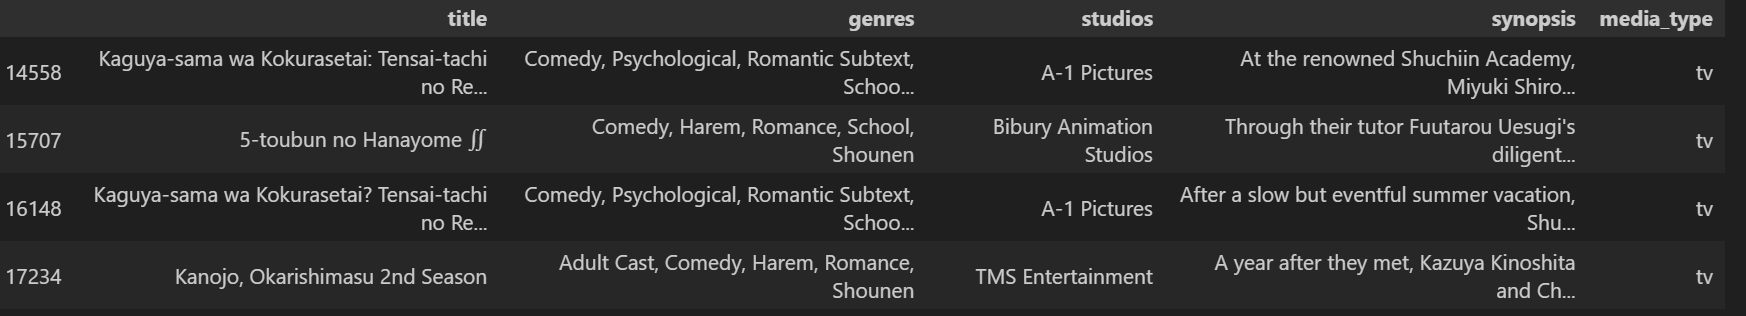 title genres studios synopsis media_type
14558 Kaguya-sama wa Kokurasetai: Tensai-tachi no Re... Comedy, Psychological, Romantic Subtext, Schoo... A-1 Pictures At the renowned Shuchiin Academy, Miyuki Shiro... tv
15707 5-toubun no Hanayome ∬ Comedy, Harem, Romance, School, Shounen Bibury Animation Studios Through their tutor Fuutarou Uesugi's diligent... tv
16148 Kaguya-sama wa Kokurasetai? Tensai-tachi no Re... Comedy, Psychological, Romantic Subtext, Schoo... A-1 Pictures After a slow but eventful summer vacation, Shu... tv
17234 Kanojo, Okarishimasu 2nd Season Adult Cast, Comedy, Harem, Romance, Shounen TMS Entertainment A year after they met, Kazuya Kinoshita and Ch... tv